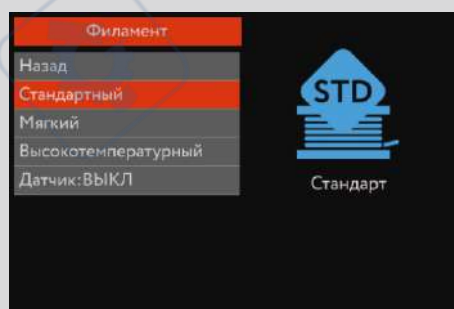 Филамент
Назад
Стандартный
Мягкий
Высокотемпературный
Датчик:ВЫКЛ
STD
Стандарт